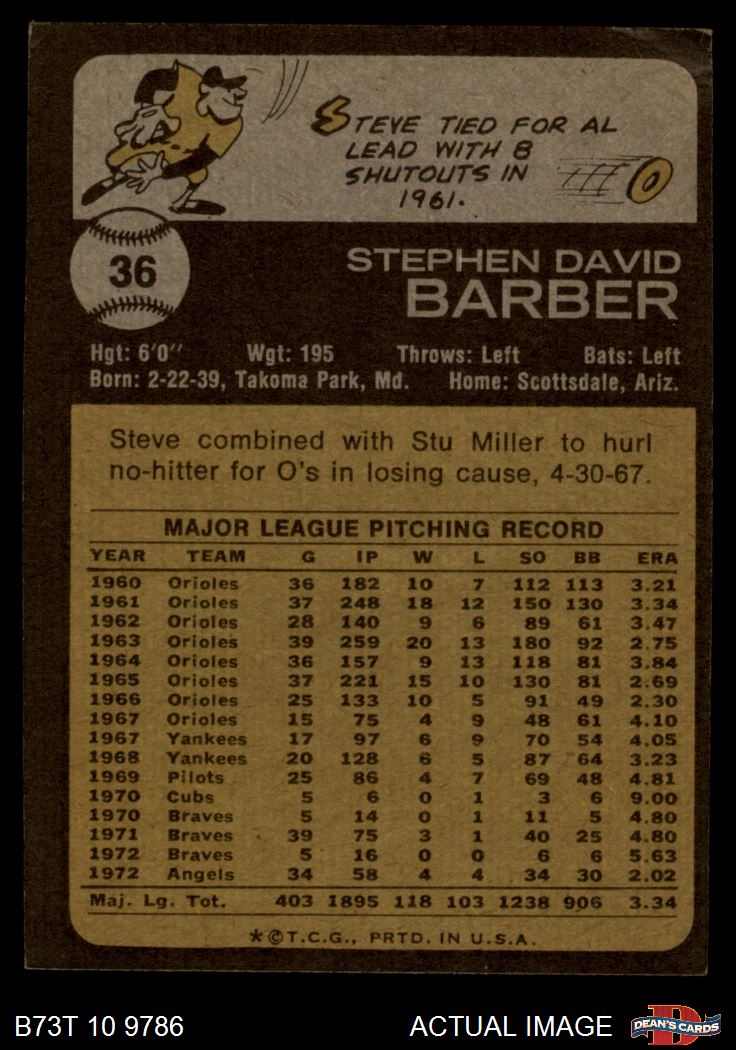 STEVE TIED FOR AL
LEAD WITH 8
SHUTOUTS IN
1961.
36
STEPHEN DAVID
BARBER
Hgt: 6'0" Wgt: 195 Throws: Left Bats: Left
Born: 2-22-39, Takoma Park, Md. Home: Scottsdale, Ariz.
Steve combined with Stu Miller to hurl
no-hitter for O's in losing cause, 4-30-67.
MAJOR LEAGUE PITCHING RECORD
YEAR TEAM G IP W L SO BB ERA
1960 Orioles 36 182 10 7 112 113 3.21
1961 Orioles 37 248 18 12 150 130 3.34
1962 Orioles 28 140 9 6 89 61 3.47
1963 Orioles 39 259 20 13 180 92 2.75
1964 Orioles 36 157 9 13 118 81 3.84
1965 Orioles 37 221 15 10 130 81 2.69
1966 Orioles 25 133 10 5 91 49 2.30
1967 Orioles 15 75 4 9 48 61 4.10
1967 Yankees 17 97 6 9 70 54 4.05
1968 Yankees 20 128 6 5 87 64 3.23
1969 Pilots 25 86 4 7 69 48 4.81
1970 Cubs 5 6 0 1 3 6 9.00
1970 Braves 5 14 0 1 11 5 4.80
1971 Braves 39 75 3 1 40 25 4.80
1972 Braves 5 16 0 0 6 6 5.63
1972 Angels 34 58 4 4 34 30 2.02
Maj. Lg. Tot. 403 1895 118 103 1238 906 3.34
*©T.C.G., PRTD. IN U.S.A.
B73T 10 9786 ACTUAL IMAGE DEAN'S CARDS